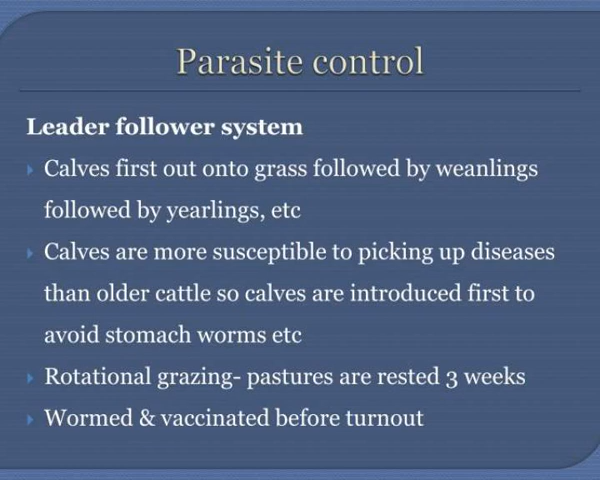 Parasite control
Leader follower system
Calves first out onto grass followed by weanlings
followed by yearlings, etc
Calves are more susceptible to picking up diseases
than older cattle so calves are introduced first to
avoid stomach worms etc
Rotational grazing- pastures are rested 3 weeks
Wormed & vaccinated before turnout